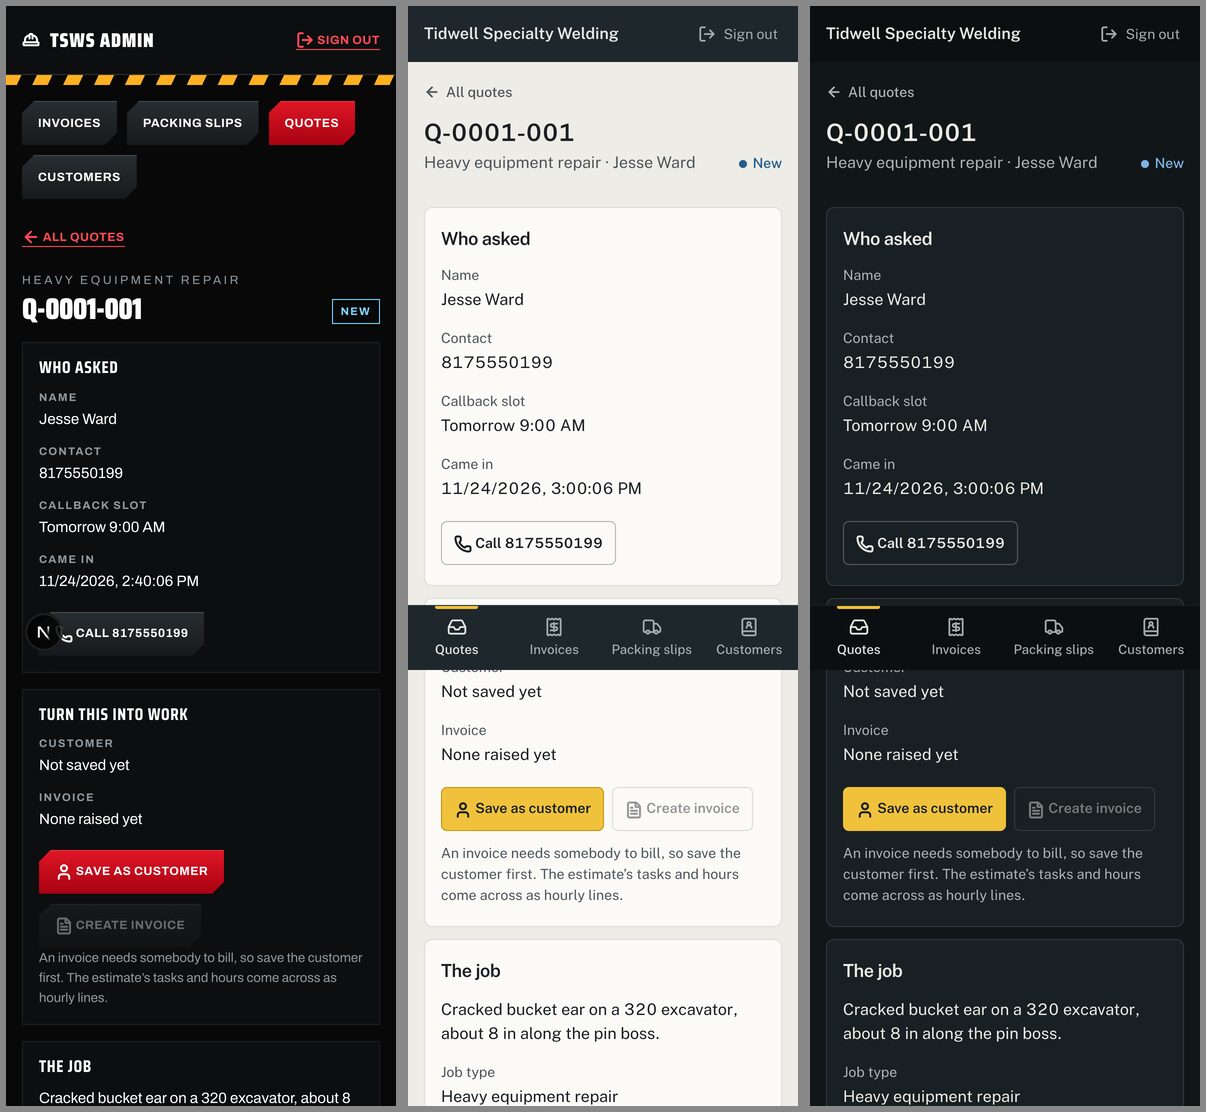 TSWS ADMIN
SIGN OUT
INVOICES
PACKING SLIPS
QUOTES
CUSTOMERS
ALL QUOTES
HEAVY EQUIPMENT REPAIR
Q-0001-001
NEW
WHO ASKED
NAME
Jesse Ward
CONTACT
8175550199
CALLBACK SLOT
Tomorrow 9:00 AM
CAME IN
11/24/2026, 2:40:06 PM
N
CALL 8175550199
TURN THIS INTO WORK
CUSTOMER
Not saved yet
INVOICE
None raised yet
SAVE AS CUSTOMER
CREATE INVOICE
An invoice needs somebody to bill, so save the customer
first. The estimate's tasks and hours come across as
hourly lines.
THE JOB
Cracked bucket ear on a 320 excavator, about 8
Tidwell Specialty Welding
Sign out
All quotes
Q-0001-001
Heavy equipment repair · Jesse Ward
New
Who asked
Name
Jesse Ward
Contact
8175550199
Callback slot
Tomorrow 9:00 AM
Came in
11/24/2026, 3:00:06 PM
Call 8175550199
Quotes
Invoices
Packing slips
Customers
Customer
Not saved yet
Invoice
None raised yet
Save as customer
Create invoice
An invoice needs somebody to bill, so save the
customer first. The estimate's tasks and hours
come across as hourly lines.
The job
Cracked bucket ear on a 320 excavator,
about 8 in along the pin boss.
Job type
Heavy equipment repair
Tidwell Specialty Welding
Sign out
All quotes
Q-0001-001
Heavy equipment repair · Jesse Ward
New
Who asked
Name
Jesse Ward
Contact
8175550199
Callback slot
Tomorrow 9:00 AM
Came in
11/24/2026, 3:00:06 PM
Call 8175550199
Quotes
Invoices
Packing slips
Customers
Customer
Not saved yet
Invoice
None raised yet
Save as customer
Create invoice
An invoice needs somebody to bill, so save the
customer first. The estimate's tasks and hours
come across as hourly lines.
The job
Cracked bucket ear on a 320 excavator,
about 8 in along the pin boss.
Job type
Heavy equipment repair